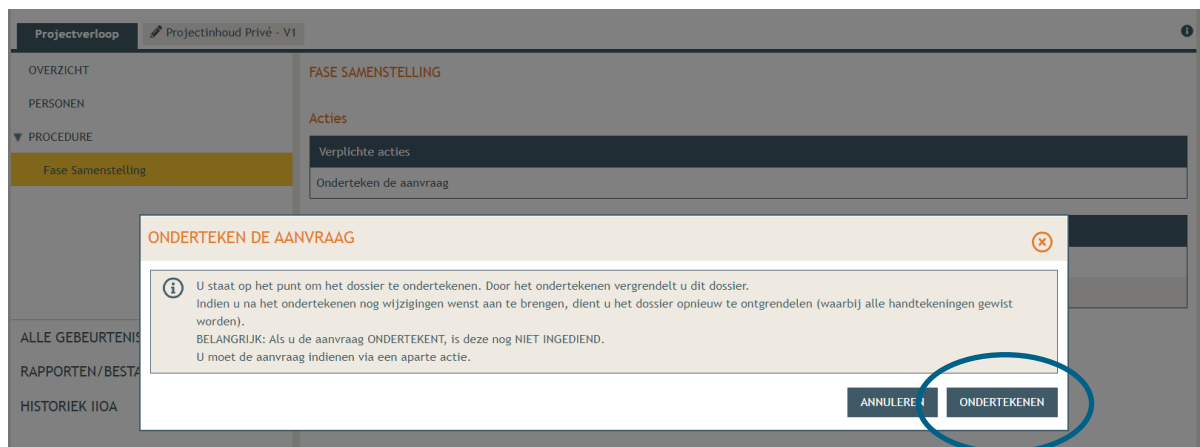 Projectverloop
Projectinhoud Privé - V1
OVERZICHT
PERSONEN
PROCEDURE
Fase Samenstelling
ALLE GEBEURTENIS
RAPPORTEN/BESTA
HISTORIEK IIOA
FASE SAMENSTELLING
Acties
Verplichte acties
Onderteken de aanvraag
ONDERTEKEN DE AANVRAAG
U staat op het punt om het dossier te ondertekenen. Door het ondertekenen vergrendelt u dit dossier.
Indien u na het ondertekenen nog wijzigingen wenst aan te brengen, dient u het dossier opnieuw te ontgrendelen (waarbij alle handtekeningen gewist
worden).
BELANGRIJK: Als u de aanvraag ONDERTEKENT, is deze nog NIET INGEDIEND.
U moet de aanvraag indienen via een aparte actie.
ANNULEREN
ONDERTEKENEN